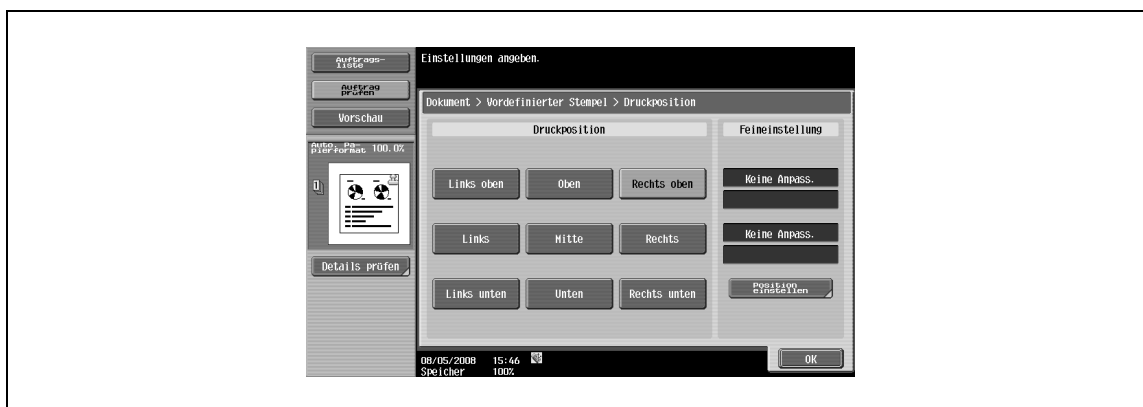 Auftrags-
liste
Auftrag
prüfen
Vorschau
Auto. Pa-
pierformat 100.0%
1
Details prüfen
Einstellungen angeben.
Dokument > Vordefinierter Stempel > Druckposition
Druckposition
Links oben
Oben
Rechts oben
Links
Mitte
Rechts
Links unten
Unten
Rechts unten
Feineinstellung
Keine Anpass.
Keine Anpass.
Position
einstellen
08/05/2008 15:46
Speicher 100%
OK